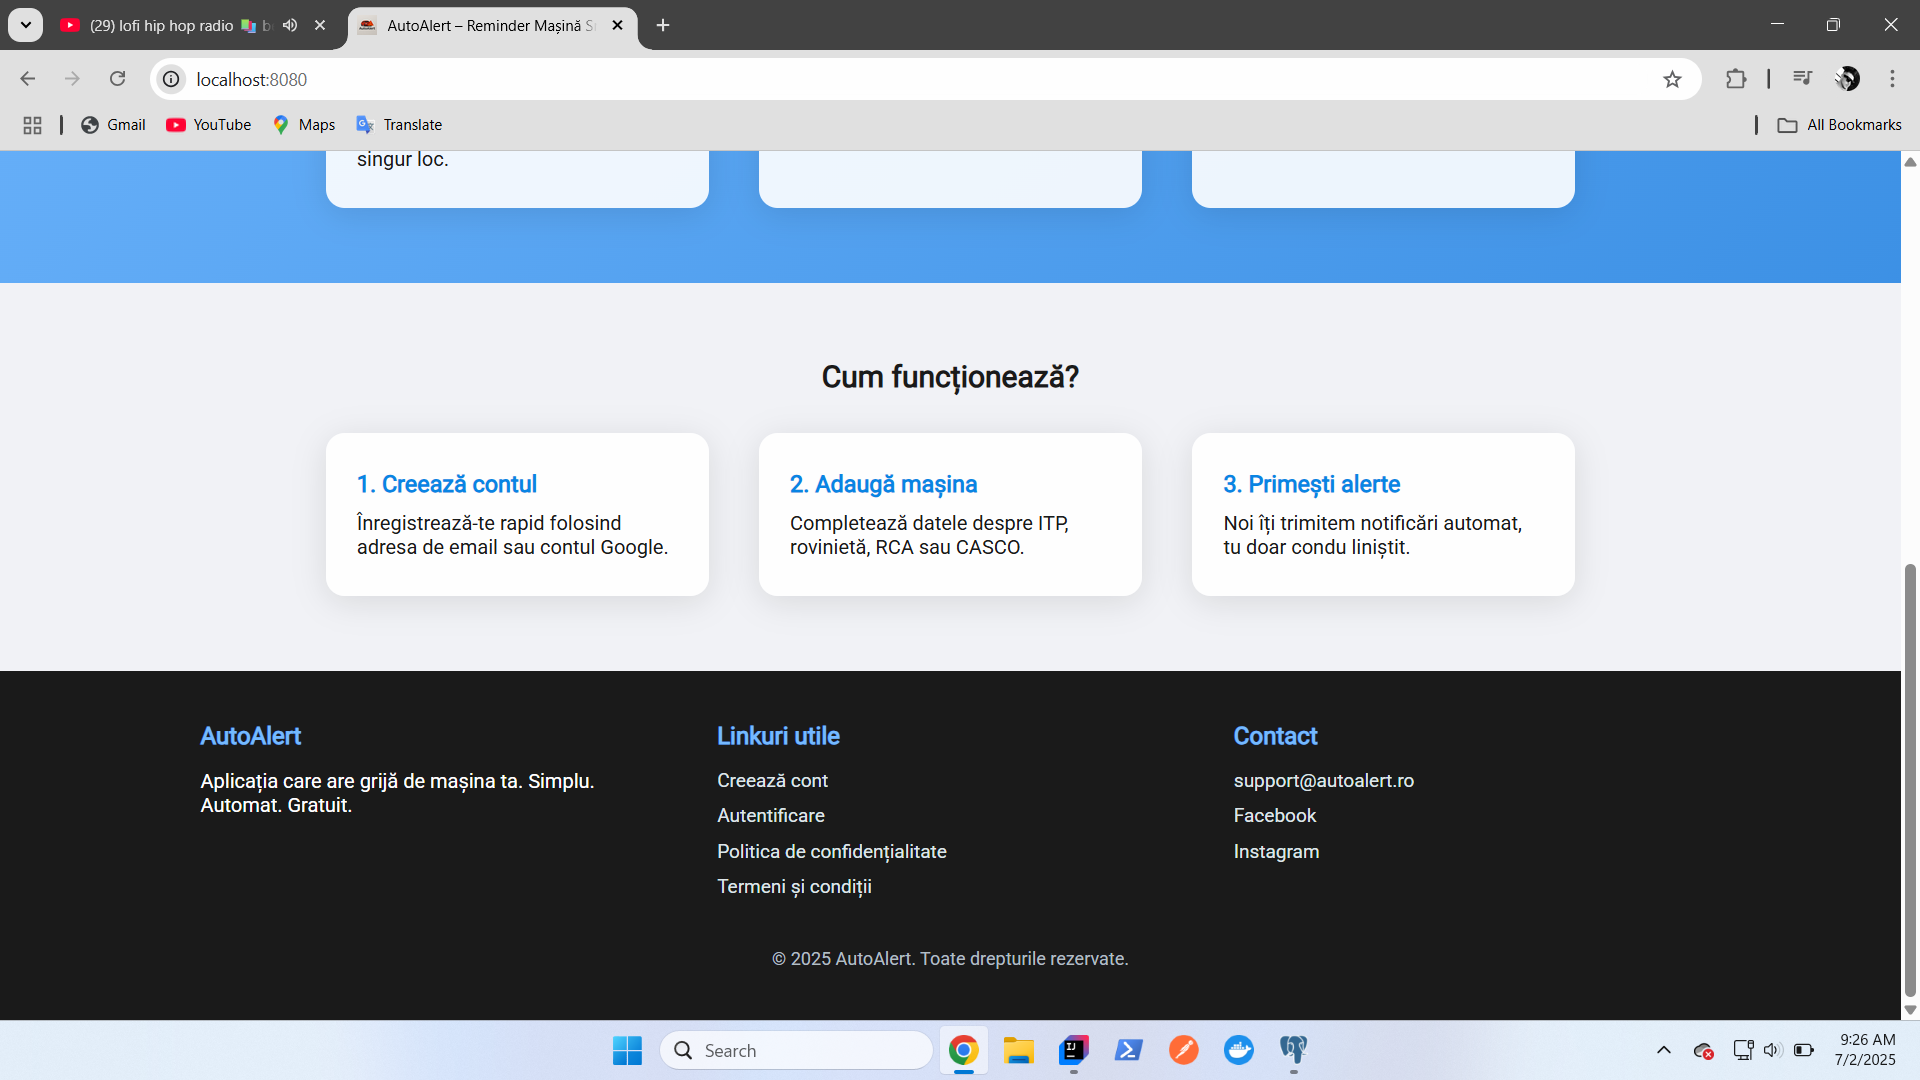 (29) lofi hip hop radio 📚 b
AutoAlert – Reminder Mașină S
localhost:8080
Gmail
YouTube
Maps
Translate
All Bookmarks
singur loc.
Cum funcționează?
1. Creează contul
Înregistrează-te rapid folosind
adresa de email sau contul Google.
2. Adaugă mașina
Completează datele despre ITP,
rovinietă, RCA sau CASCO.
3. Primești alerte
Noi îți trimitem notificări automat,
tu doar condu liniștit.
AutoAlert
Aplicația care are grijă de mașina ta. Simplu.
Automat. Gratuit.
Linkuri utile
Creează cont
Autentificare
Politica de confidențialitate
Termeni și condiții
Contact
support@autoalert.ro
Facebook
Instagram
© 2025 AutoAlert. Toate drepturile rezervate.
Search
9:26 AM
7/2/2025